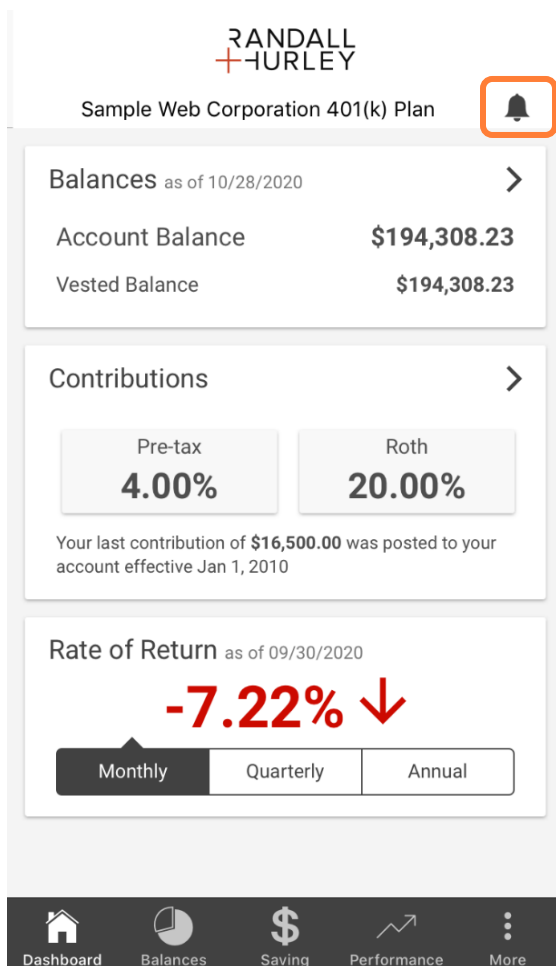 RANDALL
HURLEY
Sample Web Corporation 401(k) Plan
Balances as of 10/28/2020
Account Balance $194,308.23
Vested Balance $194,308.23
Contributions
Pre-tax Roth
4.00% 20.00%
Your last contribution of $16,500.00 was posted to your
account effective Jan 1, 2010
Rate of Return as of 09/30/2020
-7.22%
Monthly Quarterly Annual
Dashboard Balances Saving Performance More